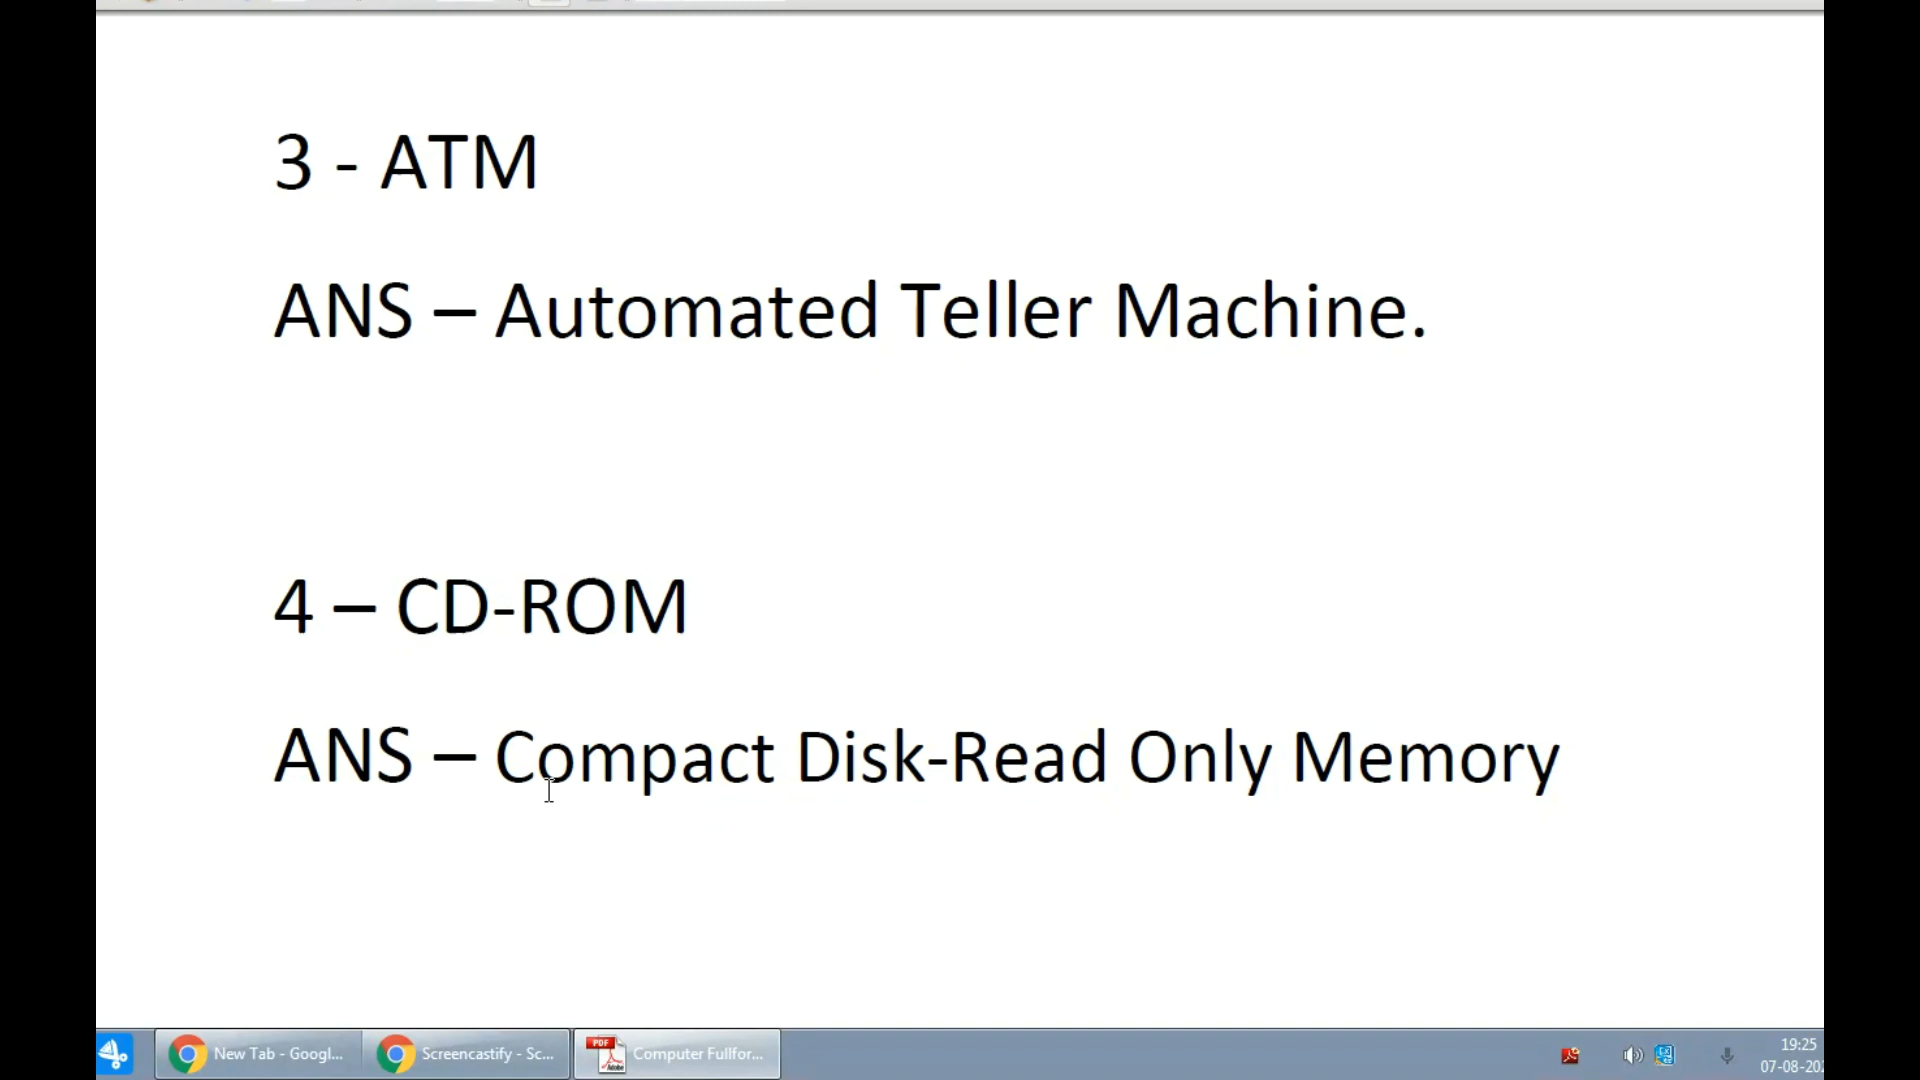 3 - ATM
ANS – Automated Teller Machine.
4 – CD-ROM
ANS – Compact Disk-Read Only Memory
New Tab - Googl...
Screencastify - Sc...
Computer Fullfor...
19:25
07-08-202